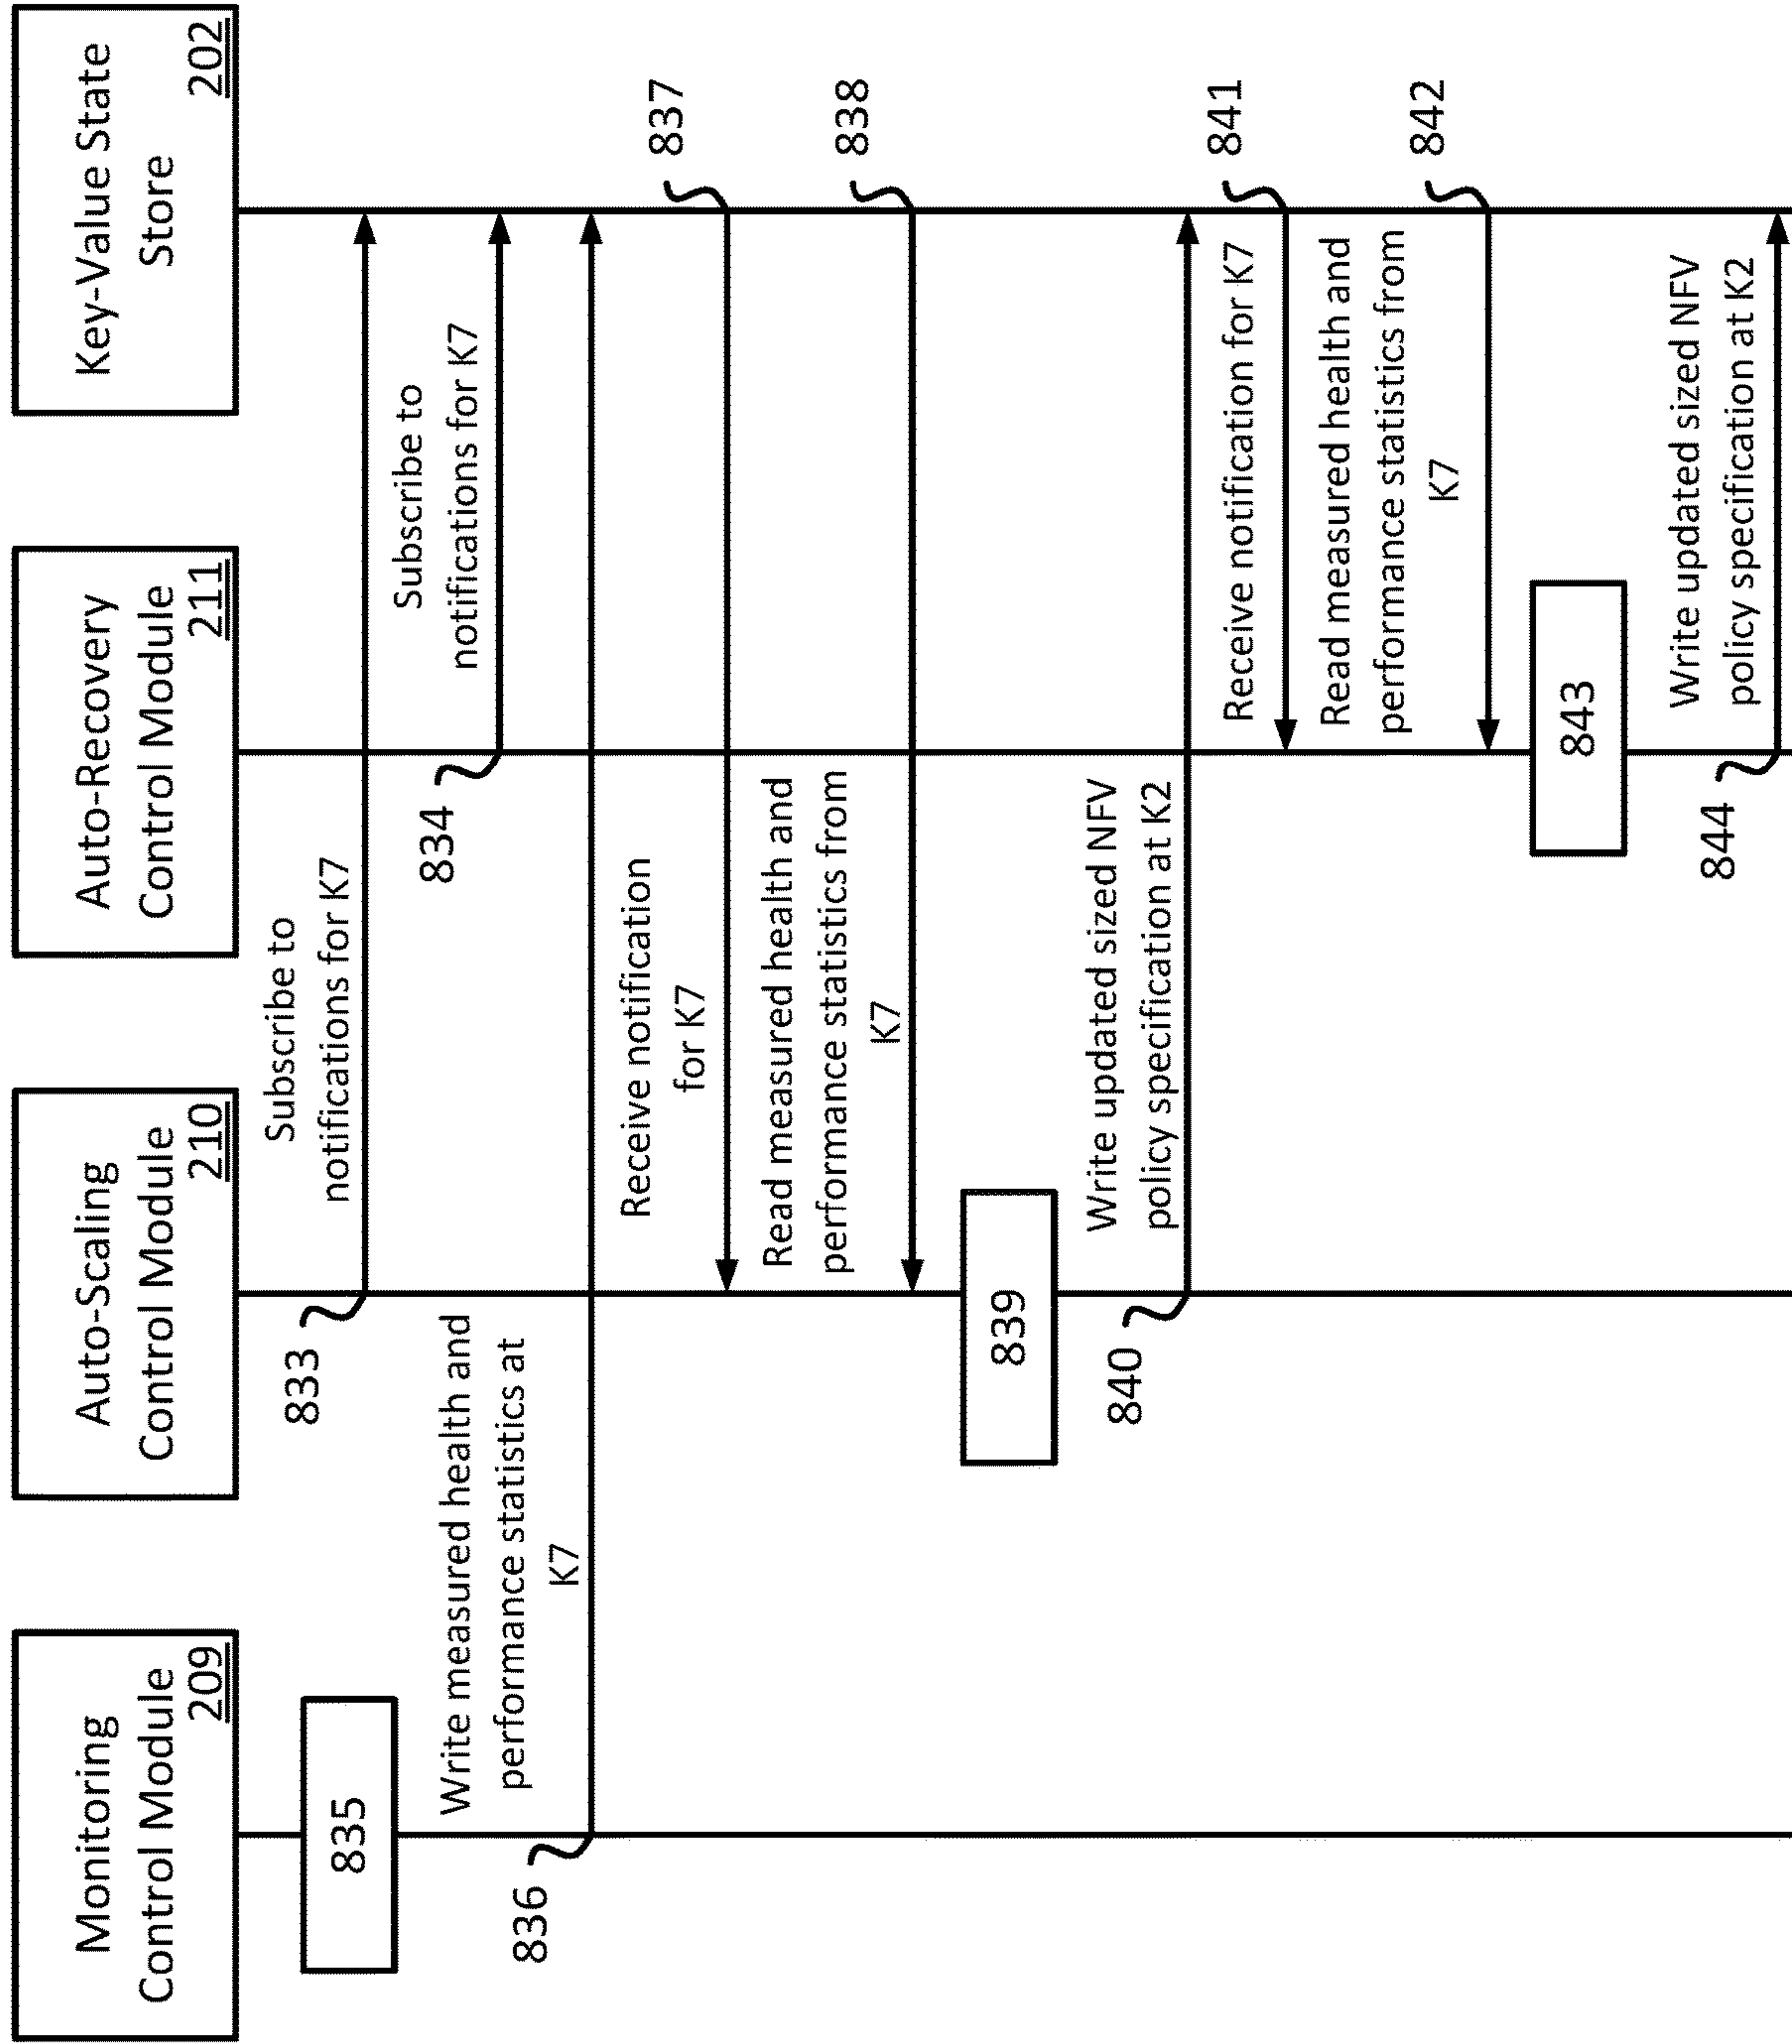 Monitoring
Control Module
209
Auto-Scaling
Control Module
210
Auto-Recovery
Control Module
211
Key-Value State
Store
202
Subscribe to
notifications for K7
833
835
Subscribe to
notifications for K7
834
Write measured health and
performance statistics at
K7
836
Receive notification
for K7
837
Read measured health and
performance statistics from
K7
838
839
Write updated sized NFV
policy specification at K2
840
Receive notification for K7
841
Read measured health and
performance statistics from
K7
842
843
Write updated sized NFV
policy specification at K2
844